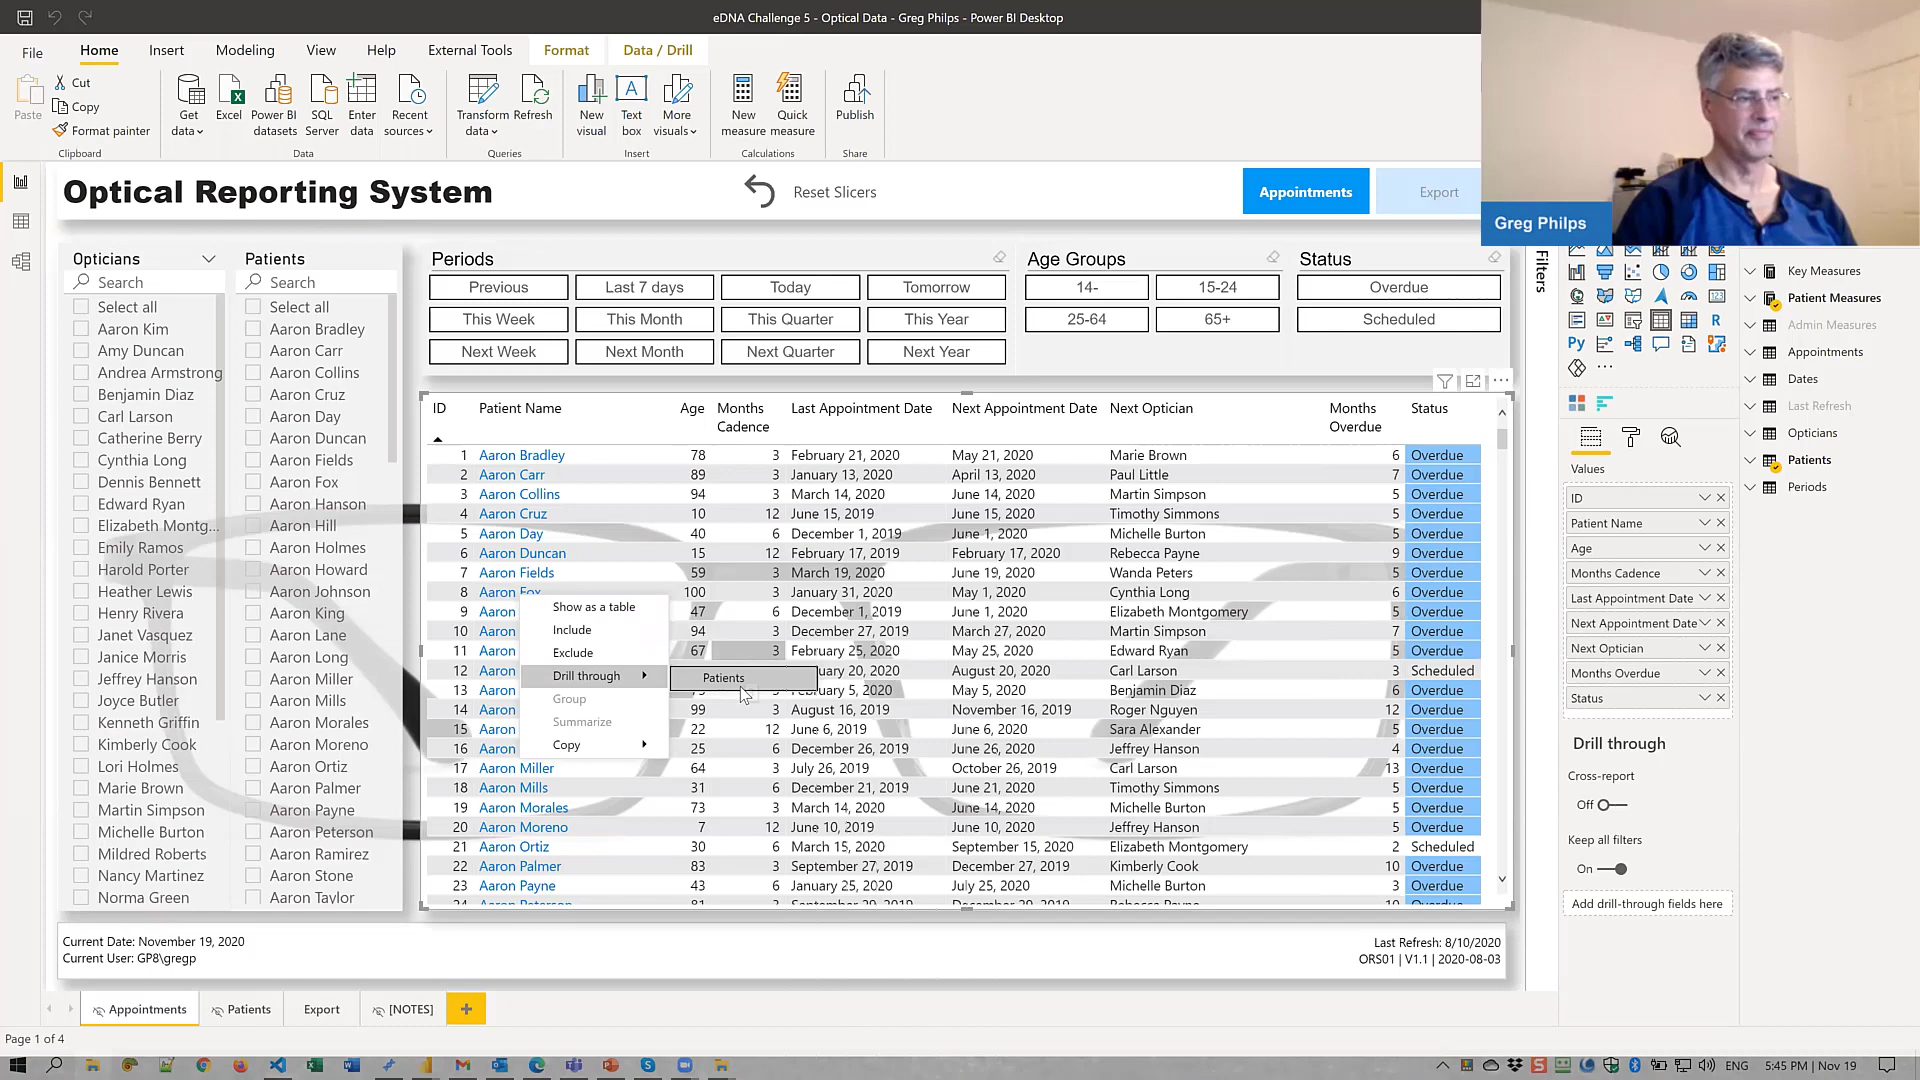 eDNA Challenge 5 - Optical Data - Greg Philps - Power BI Desktop
File Home Insert Modeling View Help External Tools Format Data / Drill
Paste Cut Copy Format painter
Get data Excel Power BI datasets SQL Server Enter data Recent sources
Transform data Refresh
New visual Text box More visuals
New measure Quick measure
Publish
Clipboard Data Queries Insert Calculations Share
Optical Reporting System
Reset Slicers
Appointments Export
Greg Philps
Opticians
Search
Select all
Aaron Kim
Amy Duncan
Andrea Armstrong
Benjamin Diaz
Carl Larson
Catherine Berry
Cynthia Long
Dennis Bennett
Edward Ryan
Elizabeth Montg...
Emily Ramos
Harold Porter
Heather Lewis
Henry Rivera
Janet Vasquez
Janice Morris
Jeffrey Hanson
Joyce Butler
Kenneth Griffin
Kimberly Cook
Lori Holmes
Marie Brown
Martin Simpson
Michelle Burton
Mildred Roberts
Nancy Martinez
Norma Green
Patients
Search
Select all
Aaron Bradley
Aaron Carr
Aaron Collins
Aaron Cruz
Aaron Day
Aaron Duncan
Aaron Fields
Aaron Fox
Aaron Hanson
Aaron Hill
Aaron Holmes
Aaron Howard
Aaron Johnson
Aaron King
Aaron Lane
Aaron Long
Aaron Miller
Aaron Mills
Aaron Morales
Aaron Moreno
Aaron Ortiz
Aaron Palmer
Aaron Payne
Aaron Peterson
Aaron Ramirez
Aaron Stone
Aaron Taylor
Periods
Previous Last 7 days Today Tomorrow
This Week This Month This Quarter This Year
Next Week Next Month Next Quarter Next Year
Age Groups
14- 15-24
25-64 65+
Status
Overdue
Scheduled
ID Patient Name Age Months Cadence Last Appointment Date Next Appointment Date Next Optician Months Overdue Status
1 Aaron Bradley 78 3 February 21, 2020 May 21, 2020 Marie Brown 6 Overdue
2 Aaron Carr 89 3 January 13, 2020 April 13, 2020 Paul Little 7 Overdue
3 Aaron Collins 94 3 March 14, 2020 June 14, 2020 Martin Simpson 5 Overdue
4 Aaron Cruz 10 12 June 15, 2019 June 15, 2020 Timothy Simmons 5 Overdue
5 Aaron Day 40 6 December 1, 2019 June 1, 2020 Michelle Burton 5 Overdue
6 Aaron Duncan 15 12 February 17, 2019 February 17, 2020 Rebecca Payne 9 Overdue
7 Aaron Fields 59 3 March 19, 2020 June 19, 2020 Wanda Peters 5 Overdue
8 Aaron Fox 100 3 January 31, 2020 May 1, 2020 Cynthia Long 6 Overdue
9 Aaron 47 6 December 1, 2019 June 1, 2020 Elizabeth Montgomery 5 Overdue
10 Aaron 94 3 December 27, 2019 March 27, 2020 Martin Simpson 7 Overdue
11 Aaron 67 3 February 25, 2020 May 25, 2020 Edward Ryan 5 Overdue
12 Aaron 20, 2020 August 20, 2020 Carl Larson 3 Scheduled
13 Aaron 5, 2020 May 5, 2020 Benjamin Diaz 6 Overdue
14 Aaron 99 3 August 16, 2019 November 16, 2019 Roger Nguyen 12 Overdue
15 Aaron 22 12 June 6, 2019 June 6, 2020 Sara Alexander 5 Overdue
16 Aaron 25 6 December 26, 2019 June 26, 2020 Jeffrey Hanson 4 Overdue
17 Aaron Miller 64 3 July 26, 2019 October 26, 2019 Carl Larson 13 Overdue
18 Aaron Mills 31 6 December 21, 2019 June 21, 2020 Timothy Simmons 5 Overdue
19 Aaron Morales 73 3 March 14, 2020 June 14, 2020 Michelle Burton 5 Overdue
20 Aaron Moreno 7 12 June 10, 2019 June 10, 2020 Jeffrey Hanson 5 Overdue
21 Aaron Ortiz 30 6 March 15, 2020 September 15, 2020 Elizabeth Montgomery 2 Scheduled
22 Aaron Palmer 83 3 September 27, 2019 December 27, 2019 Kimberly Cook 10 Overdue
23 Aaron Payne 43 6 January 25, 2020 July 25, 2020 Michelle Burton 3 Overdue
Show as a table
Include
Exclude
Drill through
Group
Summarize
Copy
Patients
Filters
Values
ID
Patient Name
Age
Months Cadence
Last Appointment Date
Next Appointment Date
Next Optician
Months Overdue
Status
Drill through
Cross-report
Off
Keep all filters
On
Add drill-through fields here
Key Measures
Patient Measures
Admin Measures
Appointments
Dates
Last Refresh
Opticians
Patients
Periods
Current Date: November 19, 2020
Current User: GP8\gregp
Last Refresh: 8/10/2020
ORS01 | V1.1 | 2020-08-03
Appointments Patients Export [NOTES]
Page 1 of 4
ENG 5:45 PM | Nov 19